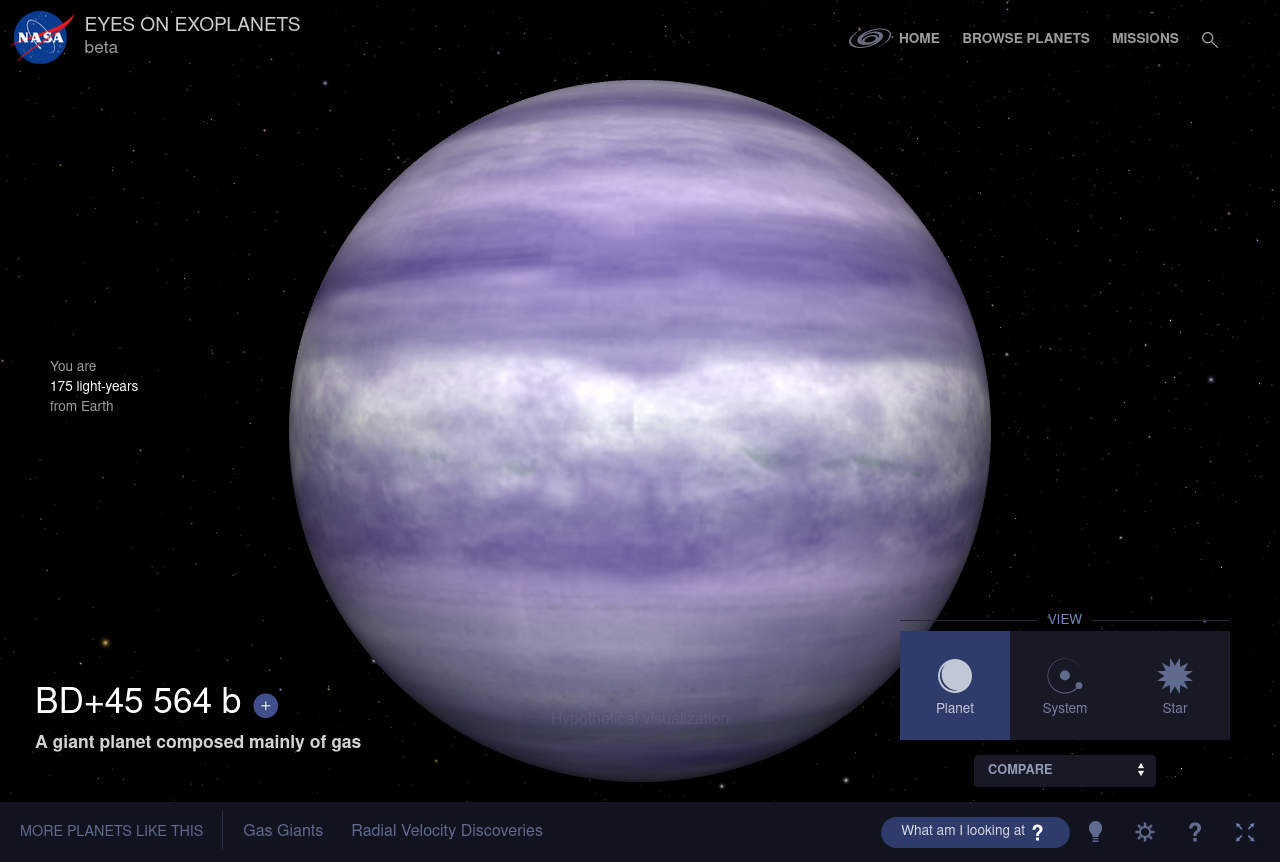 NASA
EYES ON EXOPLANETS
beta
HOME
BROWSE PLANETS
MISSIONS
You are
175 light-years
from Earth
VIEW
Planet
System
Star
BD+45 564 b +
A giant planet composed mainly of gas
Hypothetical visualization
COMPARE
MORE PLANETS LIKE THIS
Gas Giants
Radial Velocity Discoveries
What am I looking at ?
?